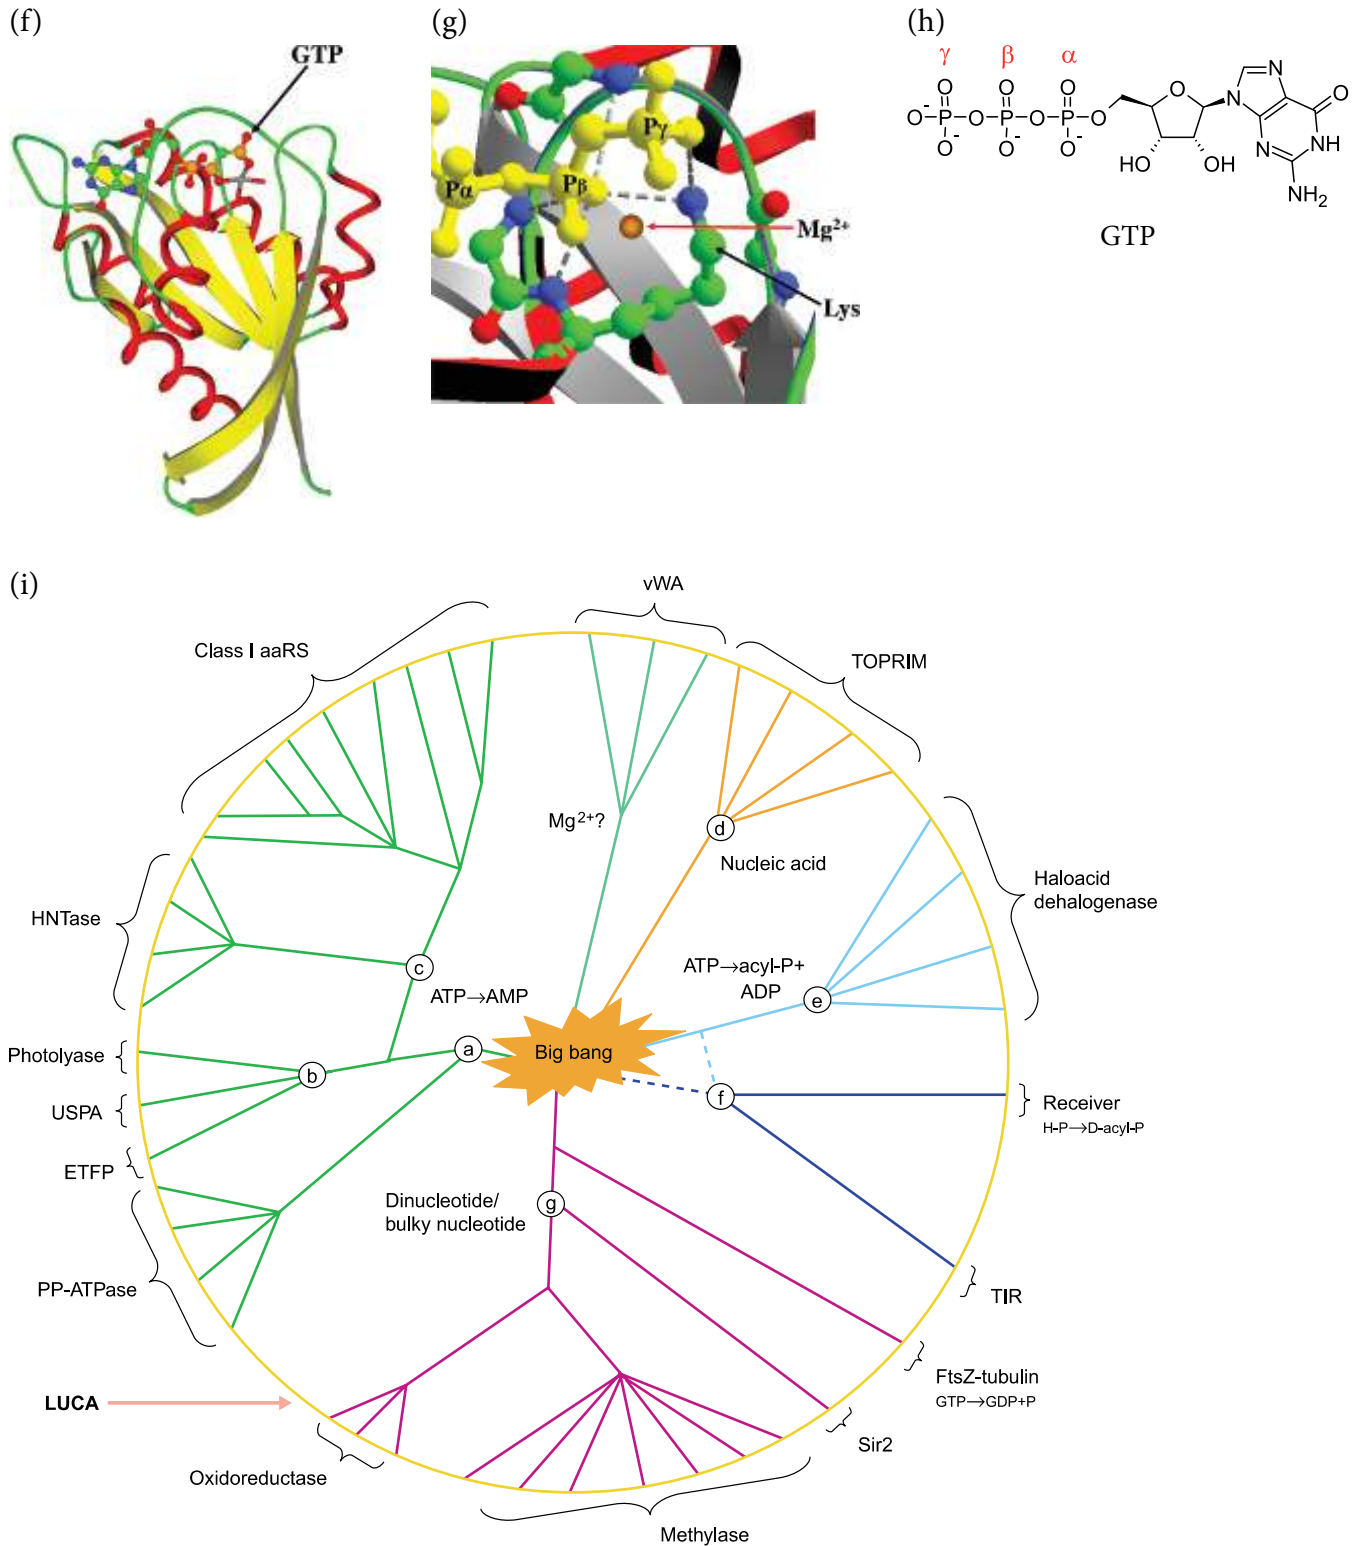 (f)
GTP
(g)
Pγ
Pα
Pβ
Mg²⁺
Lys
(h)
γ β α
O O O
⁻O–P–O–P–O–P–O
O⁻ O⁻ O⁻
O
HO OH
N
N
N
N
NH
O
NH₂
GTP
(i)
vWA
Class I aaRS
TOPRIM
Mg²⁺?
d
Nucleic acid
Haloacid
dehalogenase
HNTase
c
ATP→acyl-P+
ADP
e
ATP→AMP
Big bang
Photolyase
a
b
f
USPA
Receiver
H-P→D-acyl-P
ETFP
Dinucleotide/
bulky nucleotide
g
PP-ATPase
TIR
FtsZ-tubulin
GTP→GDP+P
LUCA
Sir2
Oxidoreductase
Methylase